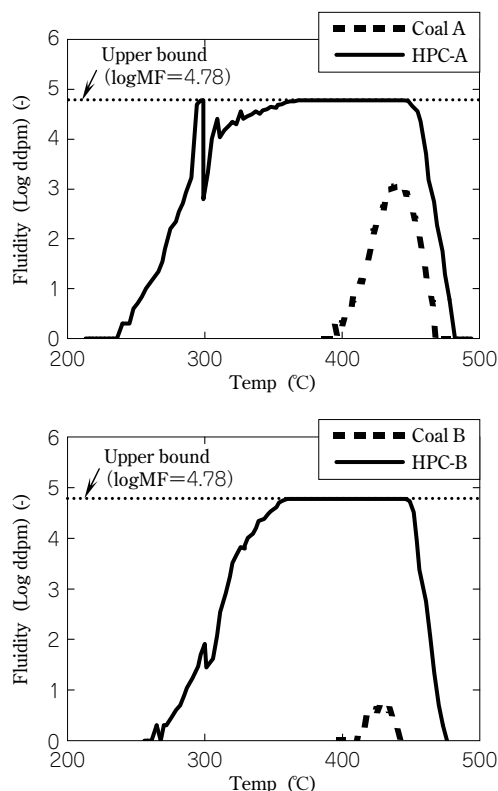 Coal A
HPC-A
Upper bound
(logMF=4.78)
6
5
4
3
2
1
0
Fluidity (Log ddpm) (-)
200
300
400
500
Temp (℃)
Coal B
HPC-B
Upper bound
(logMF=4.78)
6
5
4
3
2
1
0
Fluidity (Log ddpm) (-)
200
300
400
500
Temp (℃)